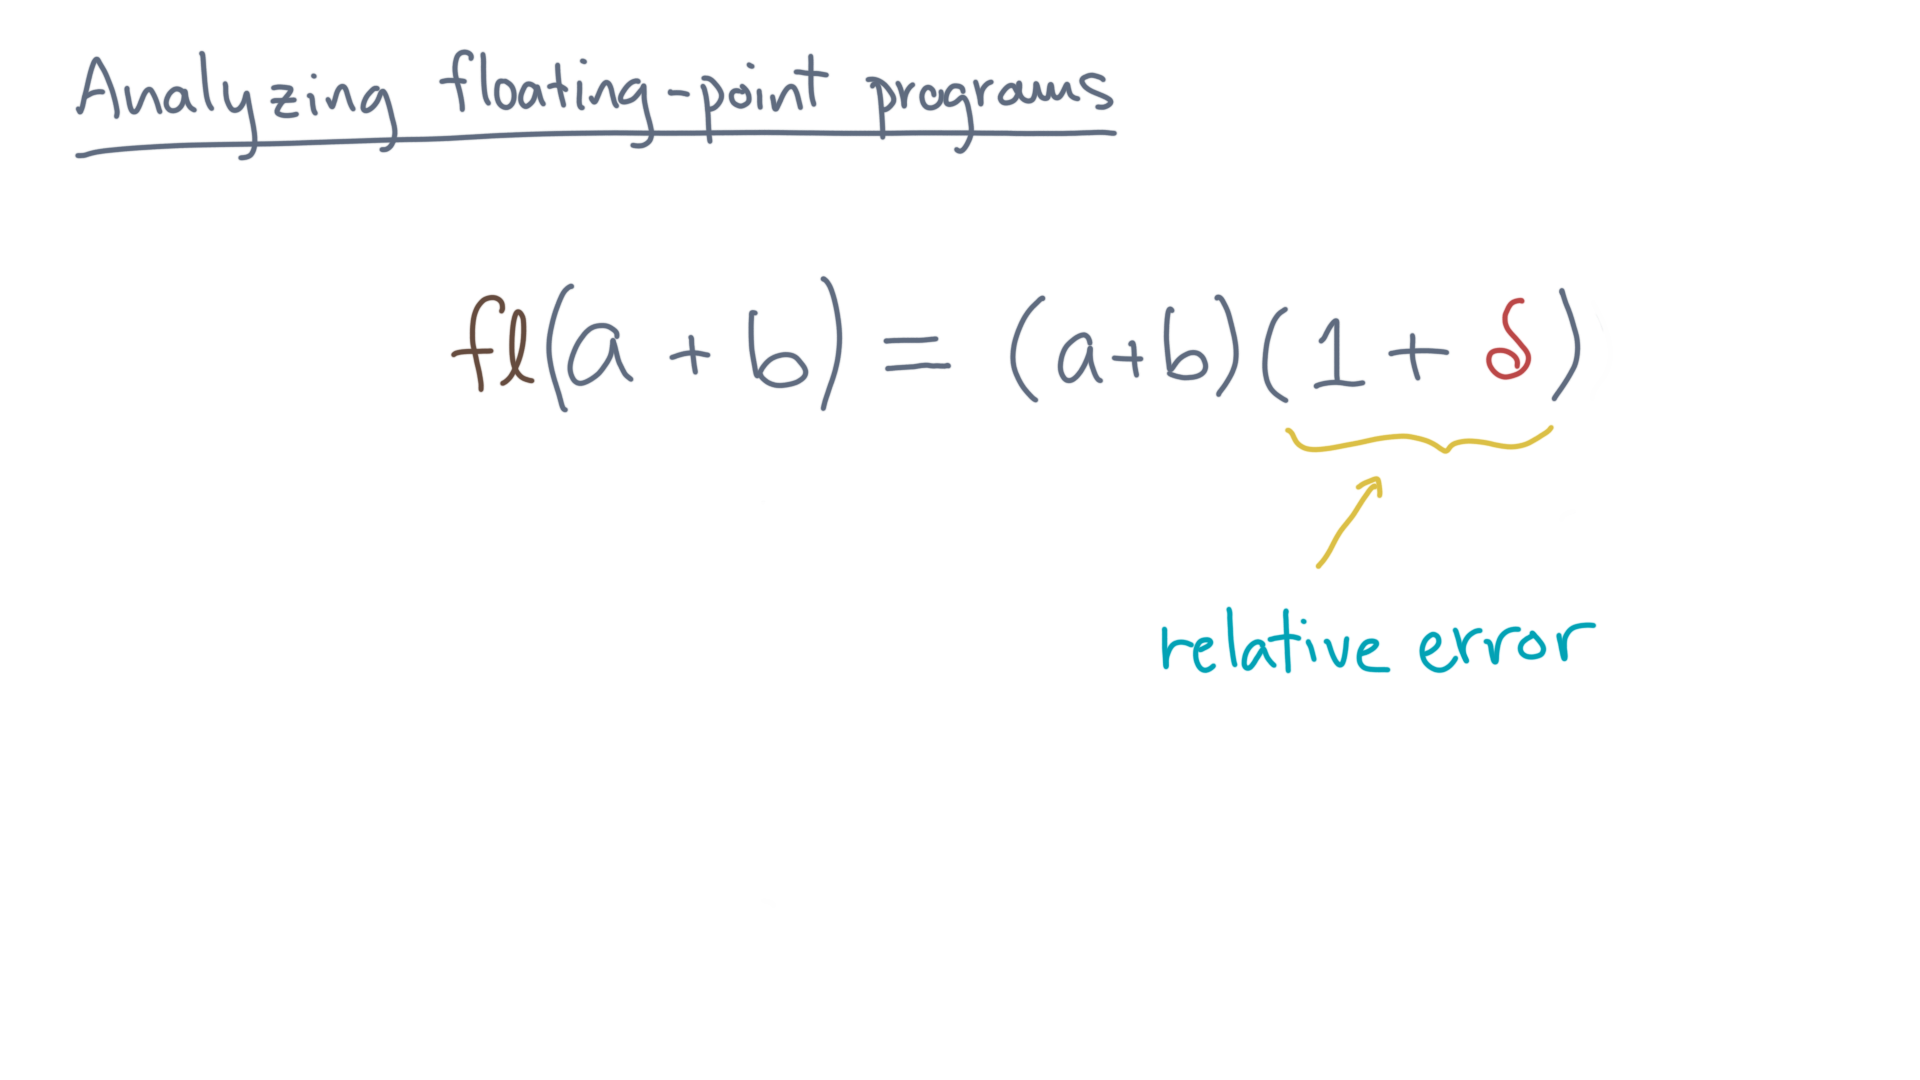 Analyzing floating-point programs
fl(a + b) = (a+b)(1 + δ)
relative error